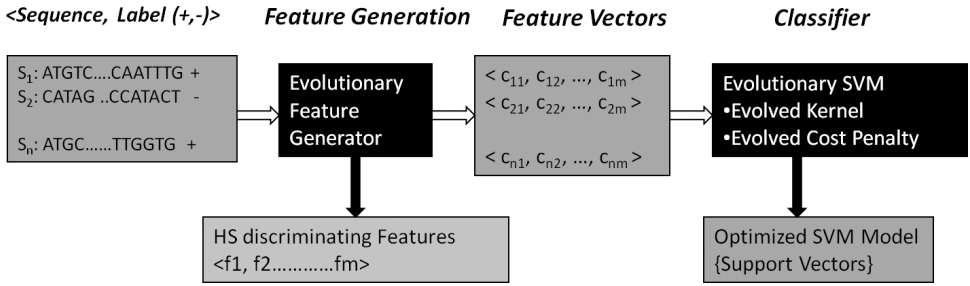 <Sequence, Label (+,-)>
Feature Generation
Feature Vectors
Classifier
S1: ATGTC....CAATTTG +
S2: CATAG ..CCATACT -
Sn: ATGC......TTGGTG +
Evolutionary
Feature
Generator
< c11, c12, ..., c1m >
< c21, c22, ..., c2m >
< cn1, cn2, ..., cnm >
Evolutionary SVM
•Evolved Kernel
•Evolved Cost Penalty
HS discriminating Features
<f1, f2............fm>
Optimized SVM Model
{Support Vectors}